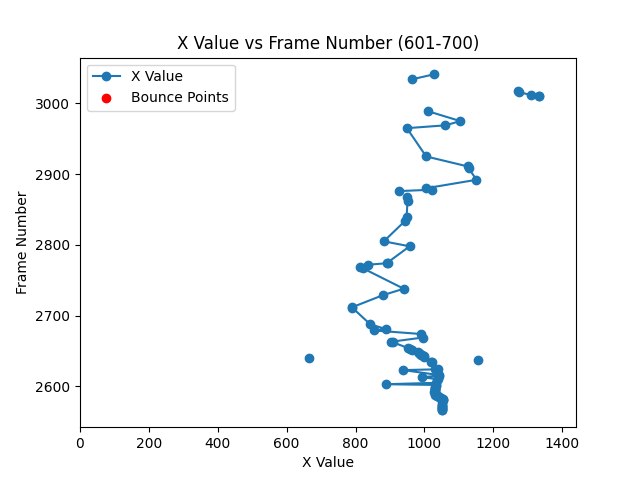 X Value vs Frame Number (601-700)
X Value
Bounce Points
3000
2900
2800
2700
2600
Frame Number
0 200 400 600 800 1000 1200 1400
X Value